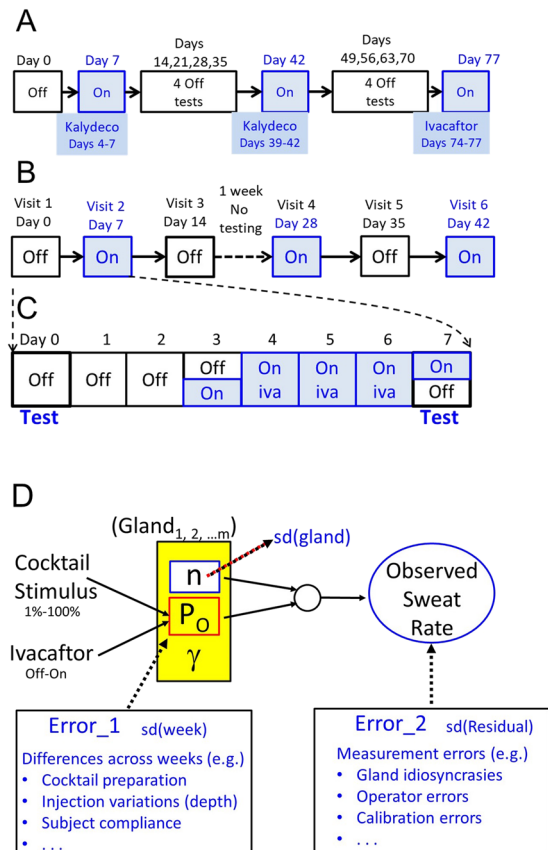 A
Day 0
Day 7
Days
14,21,28,35
Day 42
Days
49,56,63,70
Day 77
Off
On
4 Off
tests
On
4 Off
tests
On
Kalydeco
Days 4-7
Kalydeco
Days 39-42
Ivacaftor
Days 74-77
B
Visit 1
Day 0
Visit 2
Day 7
Visit 3
Day 14
1 week
No
testing
Visit 4
Day 28
Visit 5
Day 35
Visit 6
Day 42
Off
On
Off
On
Off
On
C
Day 0 1 2 3 4 5 6 7
Off
Off
Off
Off
On
On
iva
On
iva
On
iva
On
Off
Test
Test
D
(Gland1, 2, ...m)
sd(gland)
Cocktail
Stimulus
1%-100%
Ivacaftor
Off-On
n
PO
γ
Observed
Sweat
Rate
Error_1 sd(week)
Differences across weeks (e.g.)
• Cocktail preparation
• Injection variations (depth)
• Subject compliance
• . . .
Error_2 sd(Residual)
Measurement errors (e.g.)
• Gland idiosyncrasies
• Operator errors
• Calibration errors
• . . .